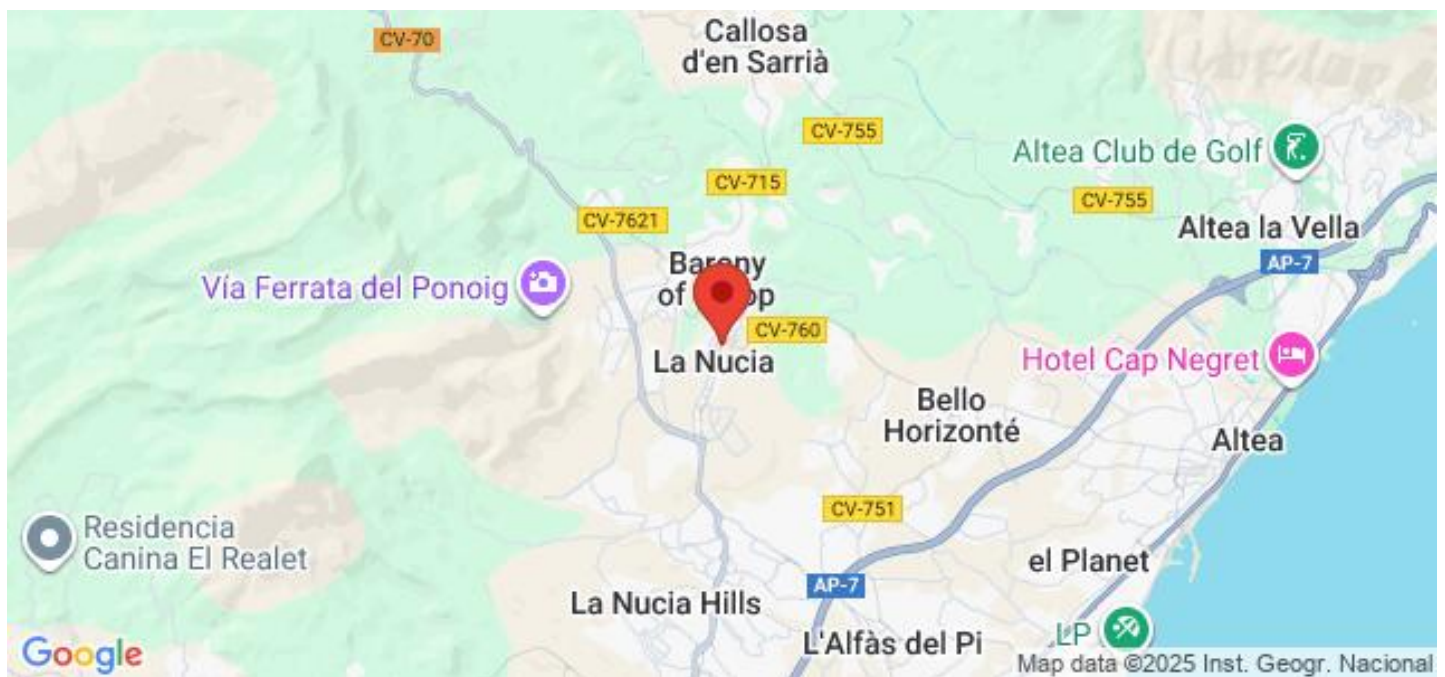 CV-70
Callosa
d'en Sarrià
CV-755
Altea Club de Golf
CV-715
CV-755
CV-7621
Altea la Vella
AP-7
Barony
of
op
Vía Ferrata del Ponoig
CV-760
La Nucia
Hotel Cap Negret
Bello
Horizonté
Altea
CV-751
Residencia
Canina El Realet
el Planet
AP-7
La Nucia Hills
LP
L'Alfàs del Pi
Google
Map data ©2025 Inst. Geogr. Nacional